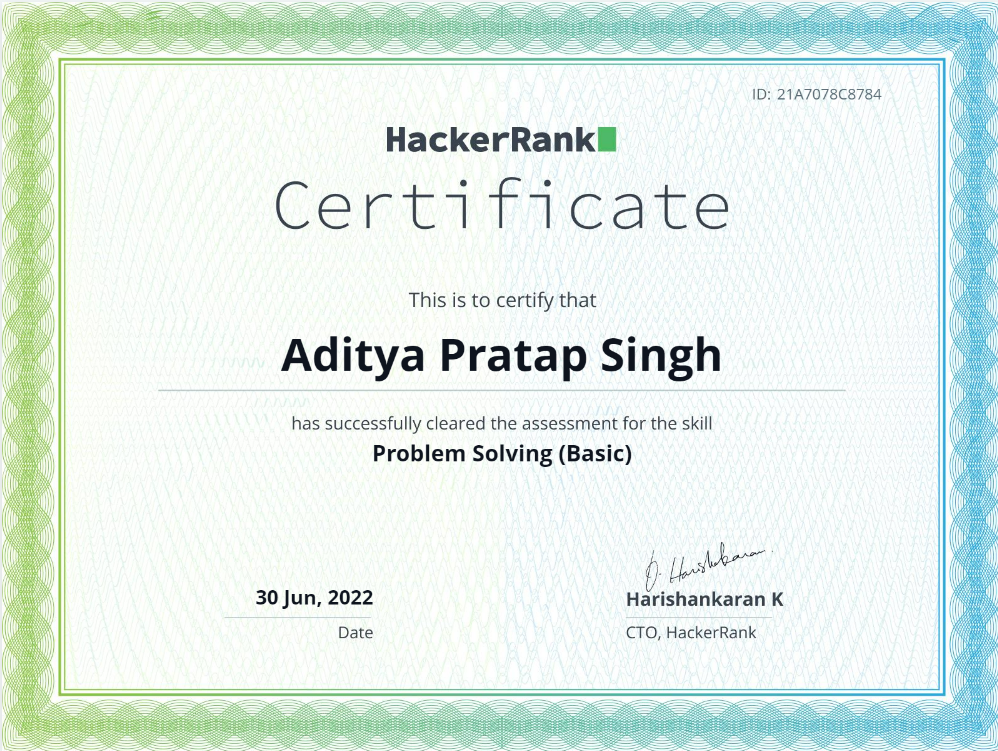 ID: 21A7078C8784
HackerRank
Certificate
This is to certify that
Aditya Pratap Singh
has successfully cleared the assessment for the skill
Problem Solving (Basic)
30 Jun, 2022
Date
Harishankaran
Harishankaran K
CTO, HackerRank